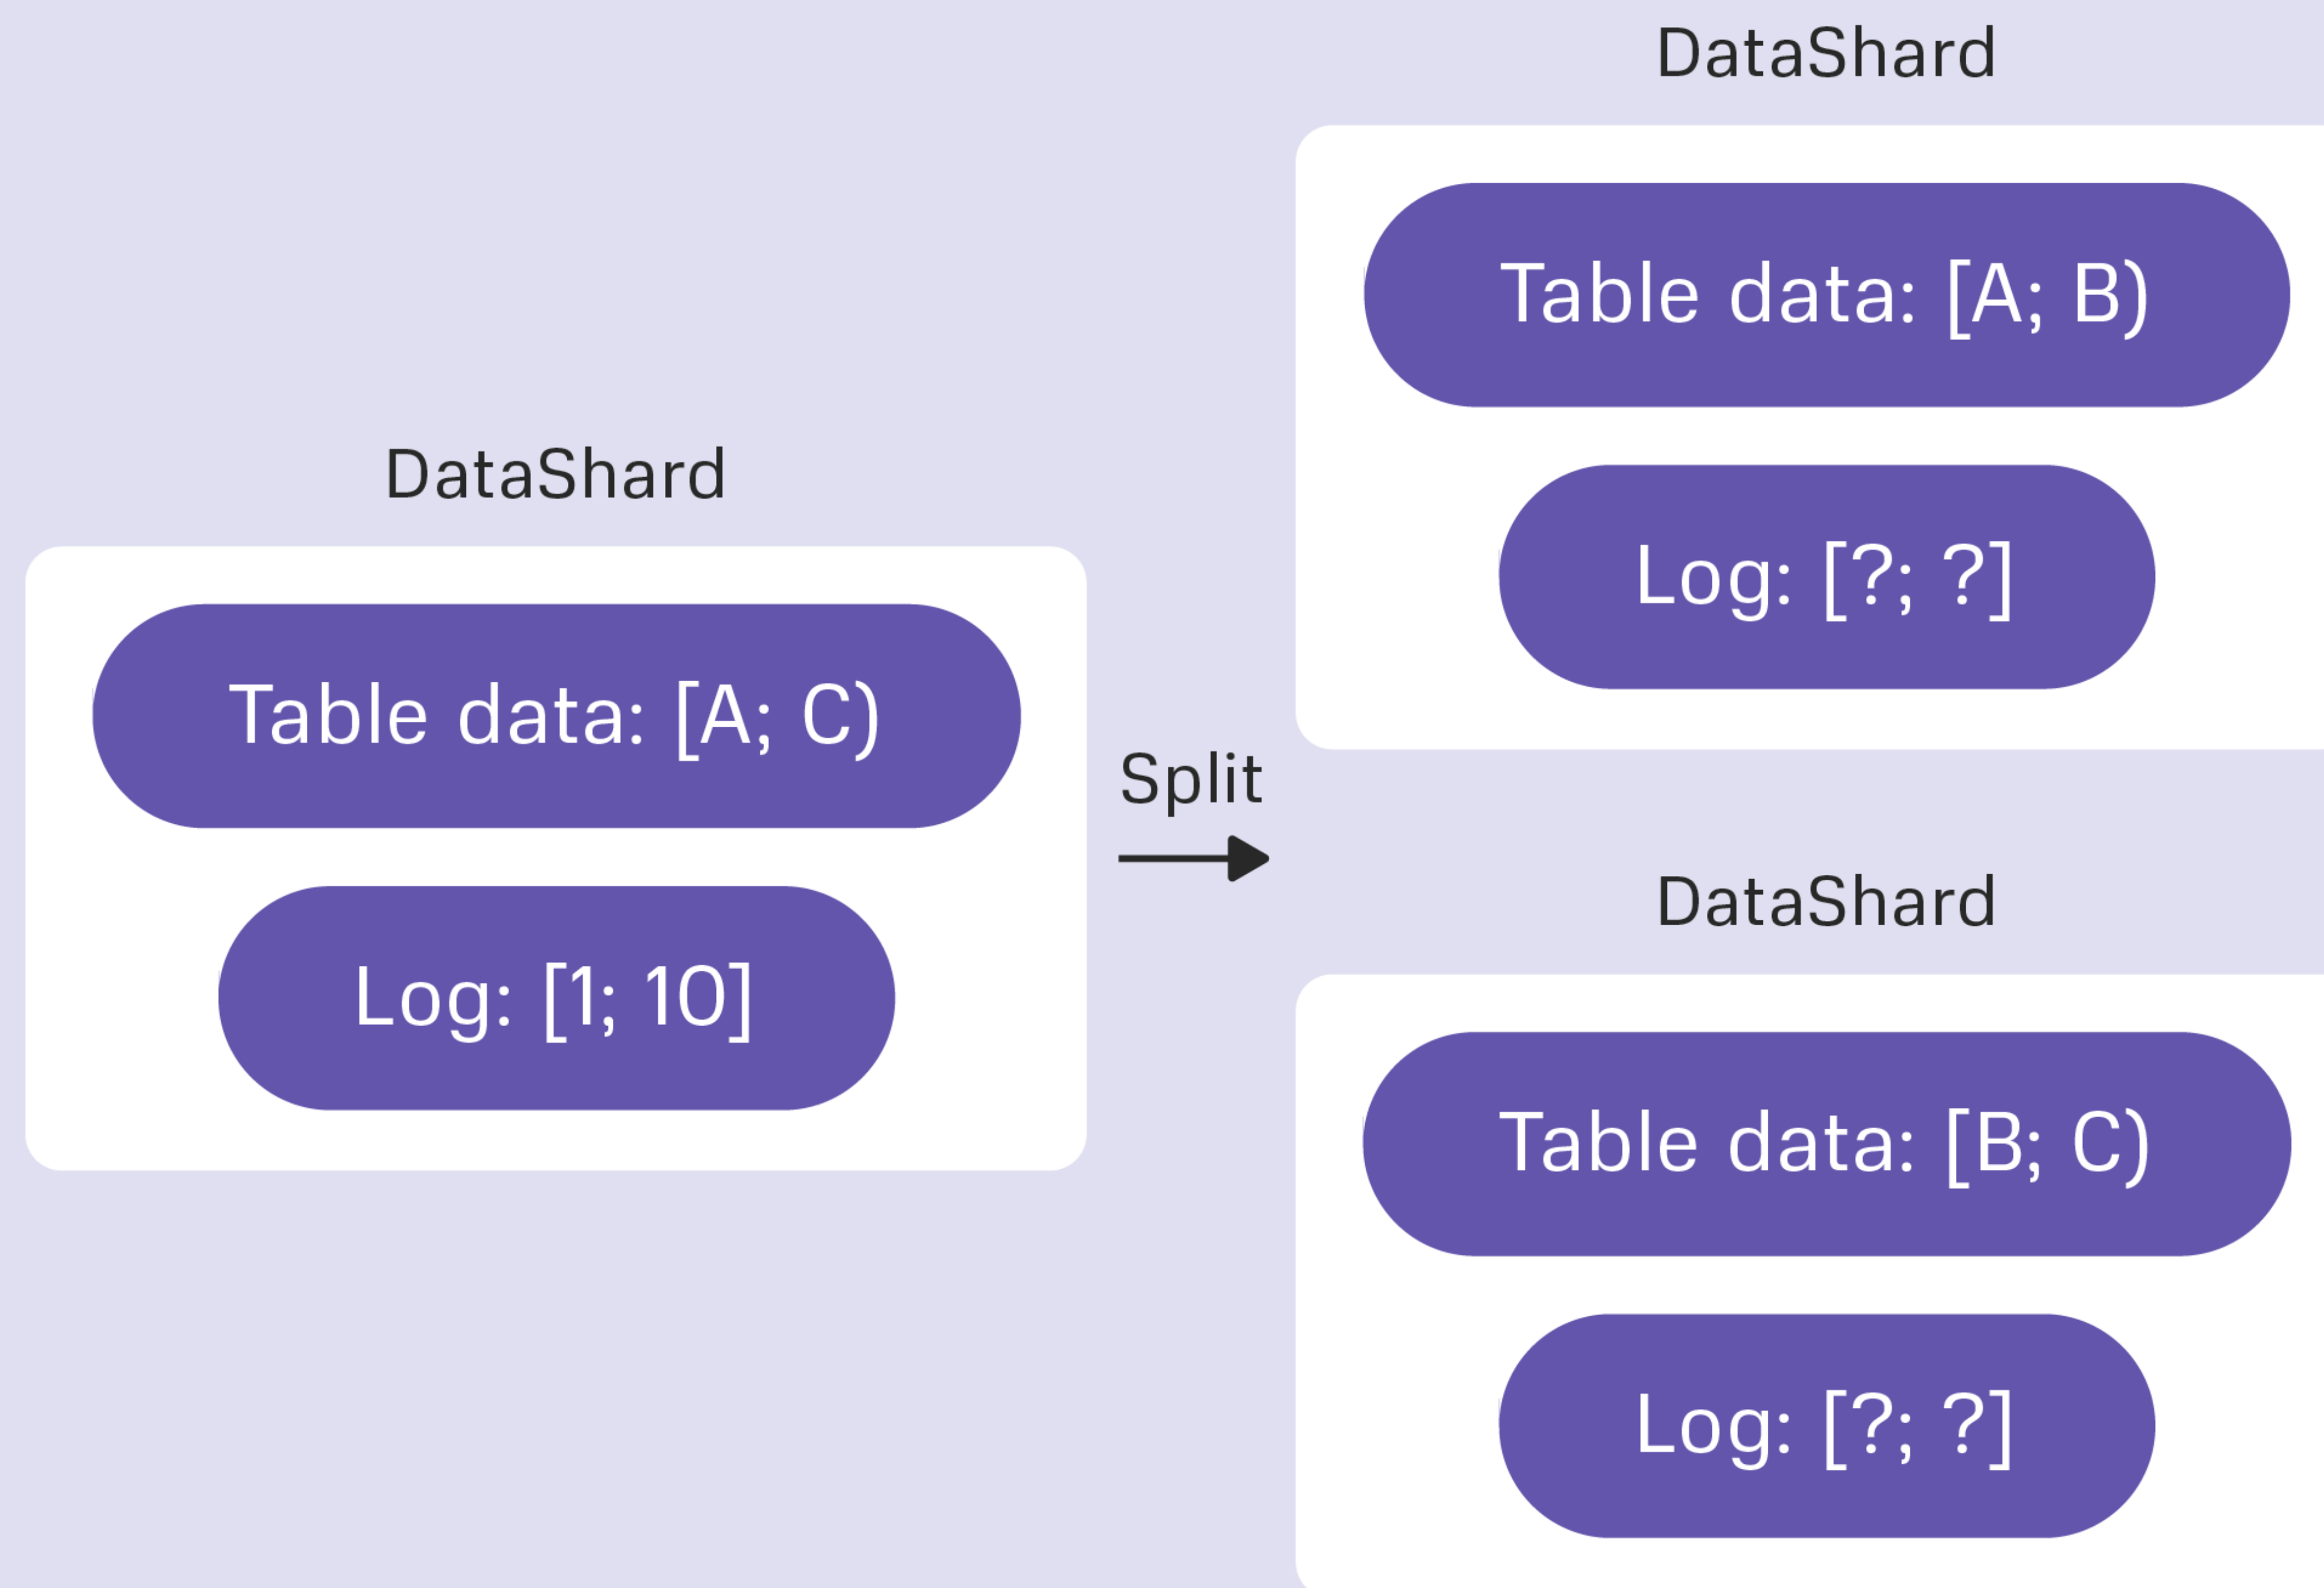 DataShard
Table data: [A; C)
Log: [1; 10]
Split
DataShard
Table data: [A; B)
Log: [?; ?]
DataShard
Table data: [B; C)
Log: [?; ?]